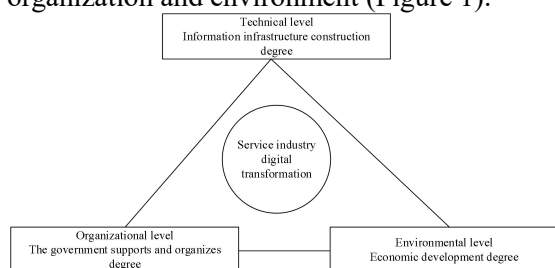 organization and environment (Figure 1).
Technical level
Information infrastructure construction
degree
Service industry
digital
transformation
Organizational level
The government supports and organizes
degree
Environmental level
Economic development degree